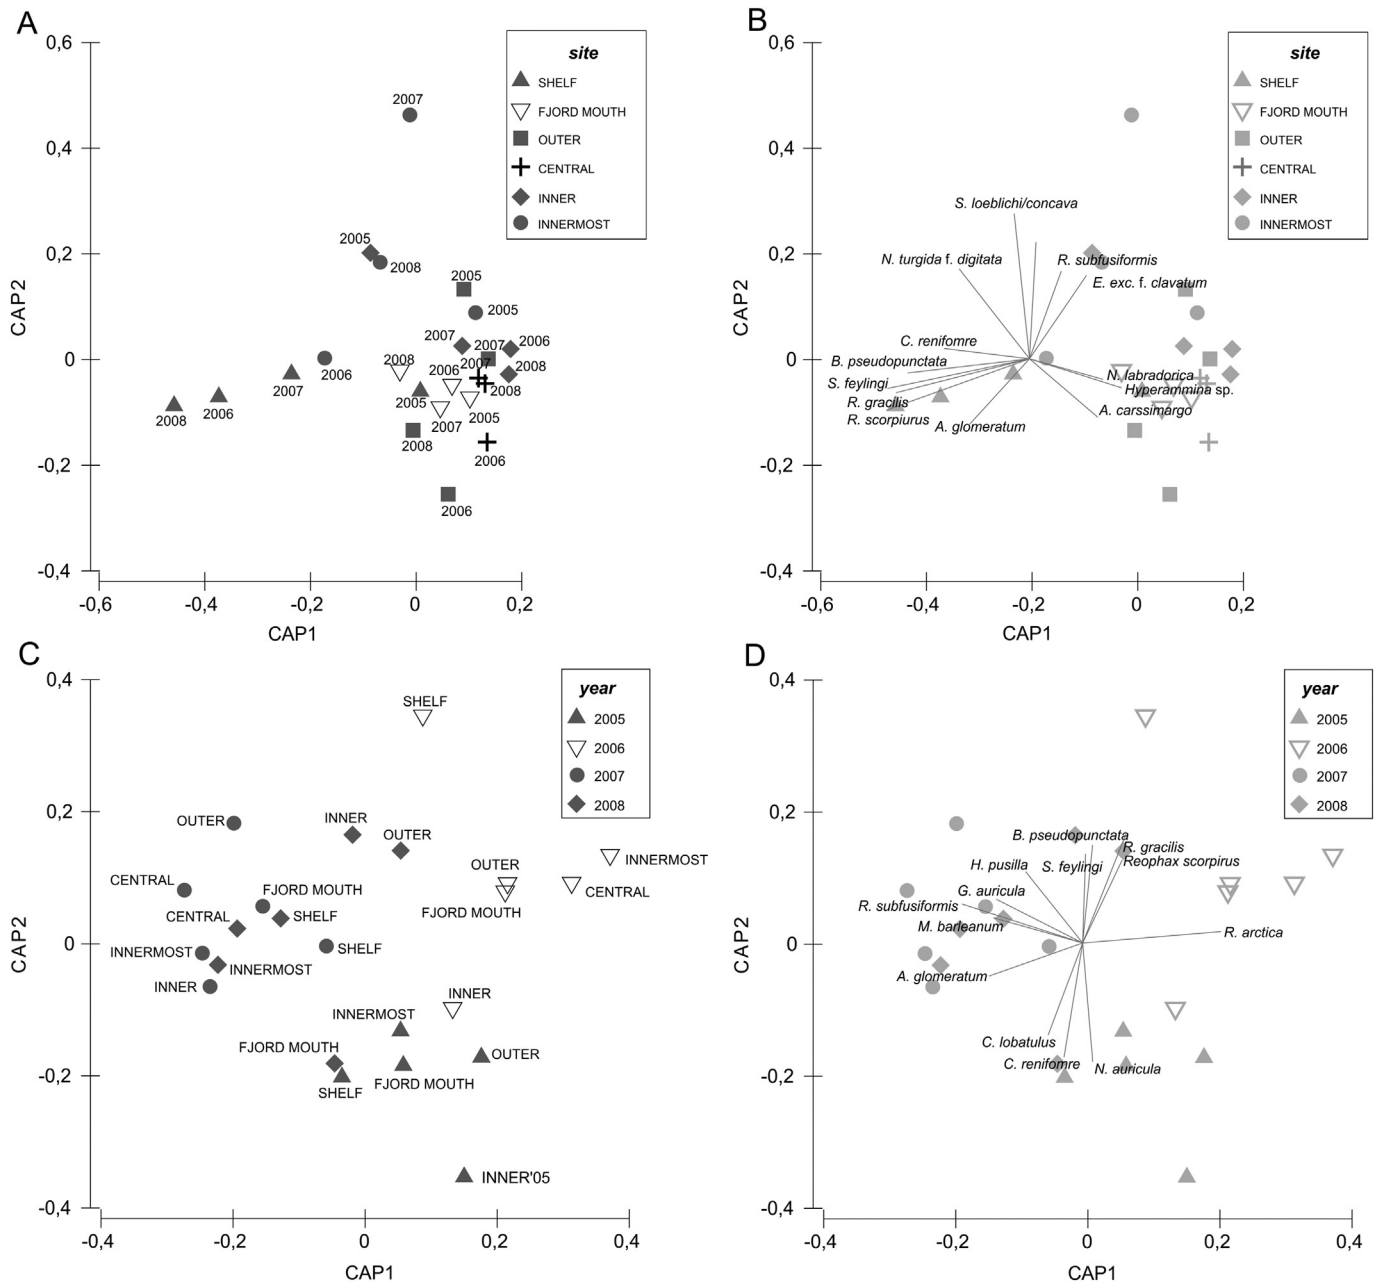 A
site
SHELF
FJORD MOUTH
OUTER
CENTRAL
INNER
INNERMOST
0,6
0,4
0,2
0
-0,2
-0,4
CAP2
2007
2005
2008
2005
2005
2006
2007
2007
2006
2008
2006
2007
2008
2008
2005
2007
2005
2007
2006
2008
2008
2006
2006
-0,6
-0,4
-0,2
0
0,2
CAP1
B
site
SHELF
FJORD MOUTH
OUTER
CENTRAL
INNER
INNERMOST
0,6
0,4
0,2
0
-0,2
-0,4
CAP2
S. loeblichi/concava
N. turgida f. digitata
R. subfusiformis
E. exc. f. clavatum
C. renifomre
B. pseudopunctata
S. feylingi
R. gracilis
R. scorpiurus
A. glomeratum
N. labradorica
Hyperammina sp.
A. carssimargo
-0,6
-0,4
-0,2
0
0,2
CAP1
C
year
2005
2006
2007
2008
0,4
0,2
0
-0,2
-0,4
CAP2
SHELF
OUTER
INNER
OUTER
INNERMOST
OUTER
CENTRAL
CENTRAL
FJORD MOUTH
FJORD MOUTH
CENTRAL
SHELF
SHELF
INNERMOST
INNERMOST
INNER
INNER
INNERMOST
FJORD MOUTH
OUTER
FJORD MOUTH
SHELF
INNER'05
-0,4
-0,2
0
0,2
0,4
CAP1
D
year
2005
2006
2007
2008
0,4
0,2
0
-0,2
-0,4
CAP2
B. pseudopunctata
R. gracilis
H. pusilla
S. feylingi
Reophax scorpirus
G. auricula
R. subfusiformis
M. barleanum
R. arctica
A. glomeratum
C. lobatulus
C. renifomre
N. auricula
-0,4
-0,2
0
0,2
0,4
CAP1